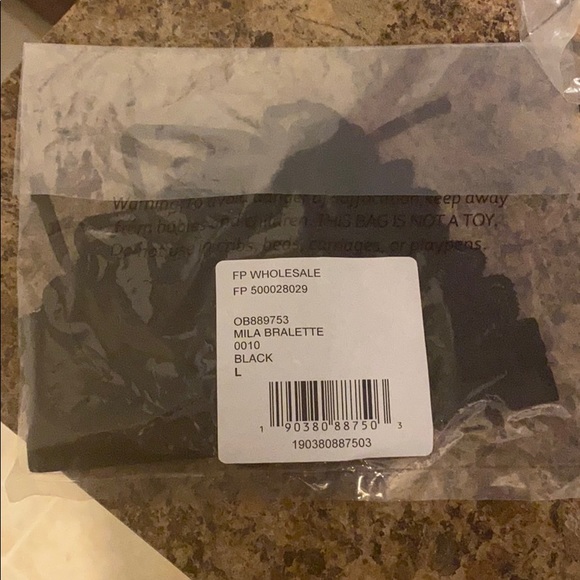 Warning: To avoid danger of suffocation keep away
from babies and children. THIS BAG IS NOT A TOY.
Do not use in cribs, beds, carriages, or playpens.
FP WHOLESALE
FP 500028029
OB889753
MILA BRALETTE
0010
BLACK
L
1 90380 88750 3
190380887503